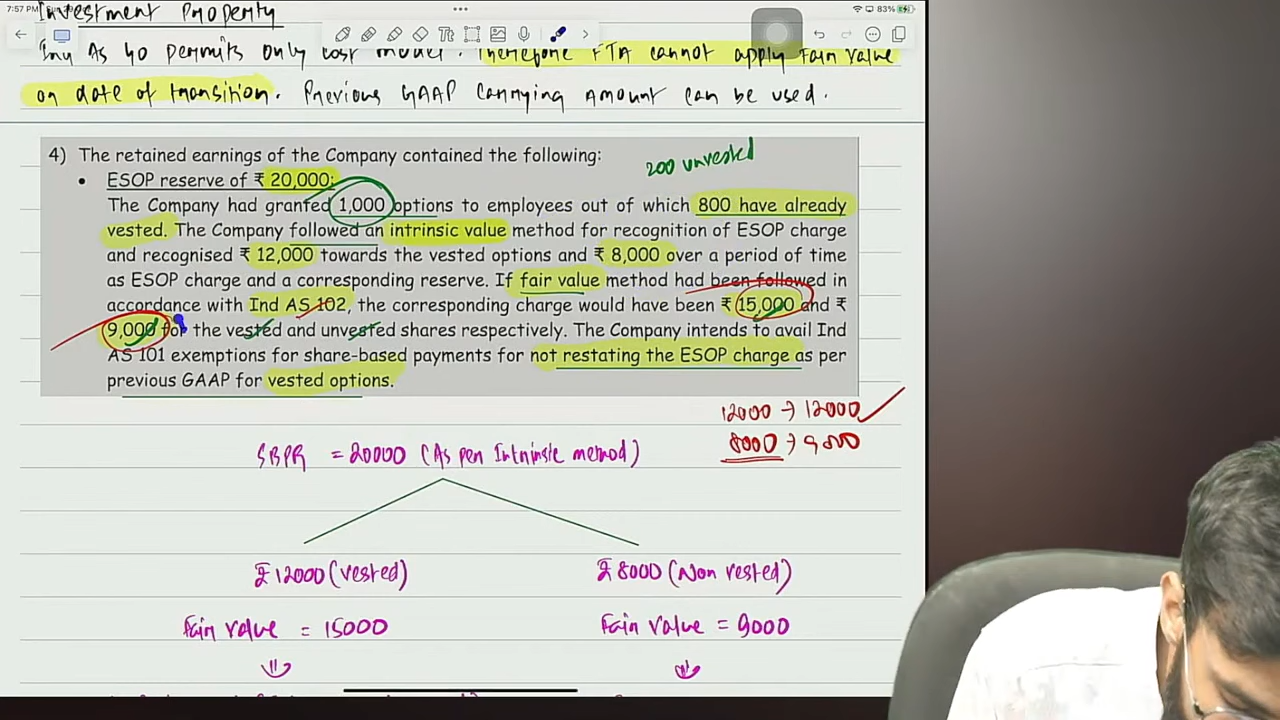 7:57 PM
83%
Investment Property
Ind As 40 permits only cost model. Therefore FTA cannot apply Fair Value
on date of transition. Previous GAAP Carrying Amount can be used.
4) The retained earnings of the Company contained the following:
200 unvested
• ESOP reserve of ₹ 20,000:
The Company had granted 1,000 options to employees out of which 800 have already
vested. The Company followed an intrinsic value method for recognition of ESOP charge
and recognised ₹ 12,000 towards the vested options and ₹ 8,000 over a period of time
as ESOP charge and a corresponding reserve. If fair value method had been followed in
accordance with Ind AS 102, the corresponding charge would have been ₹ 15,000 and ₹
9,000 for the vested and unvested shares respectively. The Company intends to avail Ind
AS 101 exemptions for share-based payments for not restating the ESOP charge as per
previous GAAP for vested options.
12000 → 12000
8000 → 9000
SBPR = 20000 (As per Intrinsic method)
₹12000 (vested) ₹8000 (Non vested)
Fair value = 15000 Fair value = 9000